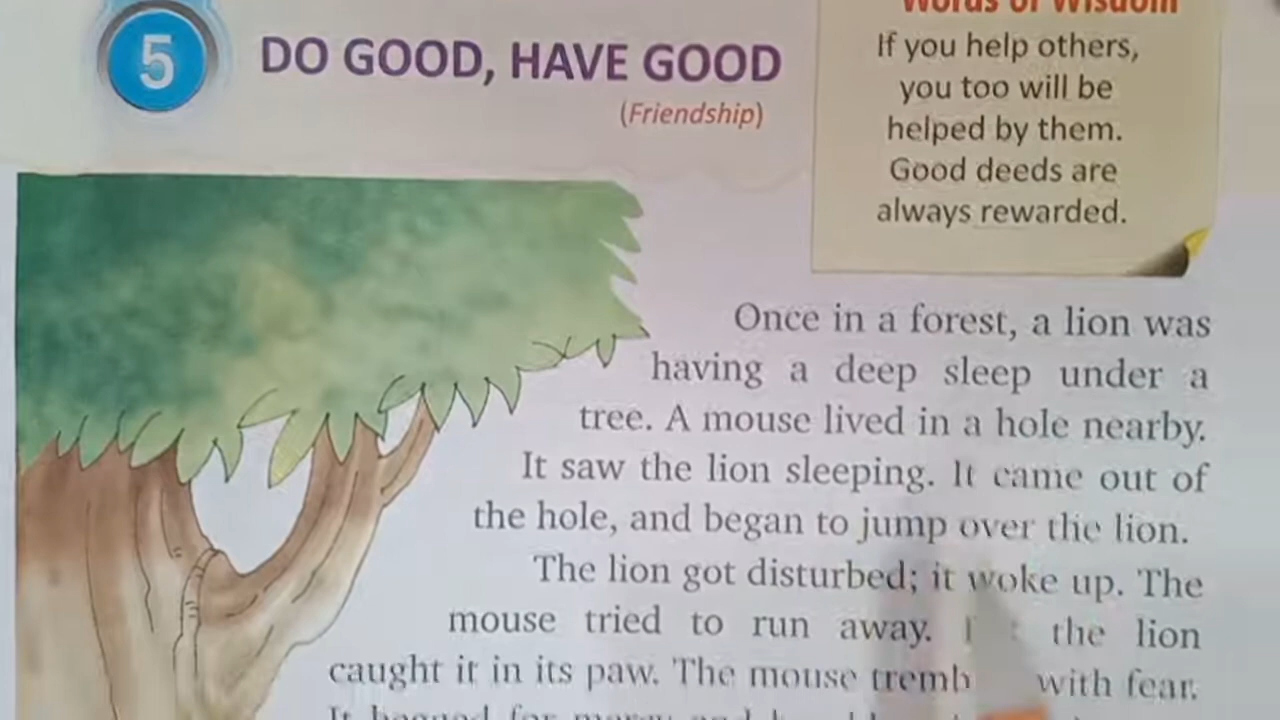 Words of Wisdom
5
DO GOOD, HAVE GOOD
(Friendship)
If you help others,
you too will be
helped by them.
Good deeds are
always rewarded.
Once in a forest, a lion was
having a deep sleep under a
tree. A mouse lived in a hole nearby.
It saw the lion sleeping. It came out of
the hole, and began to jump over the lion.
The lion got disturbed; it woke up. The
mouse tried to run away. the lion
caught it in its paw. The mouse with fear.